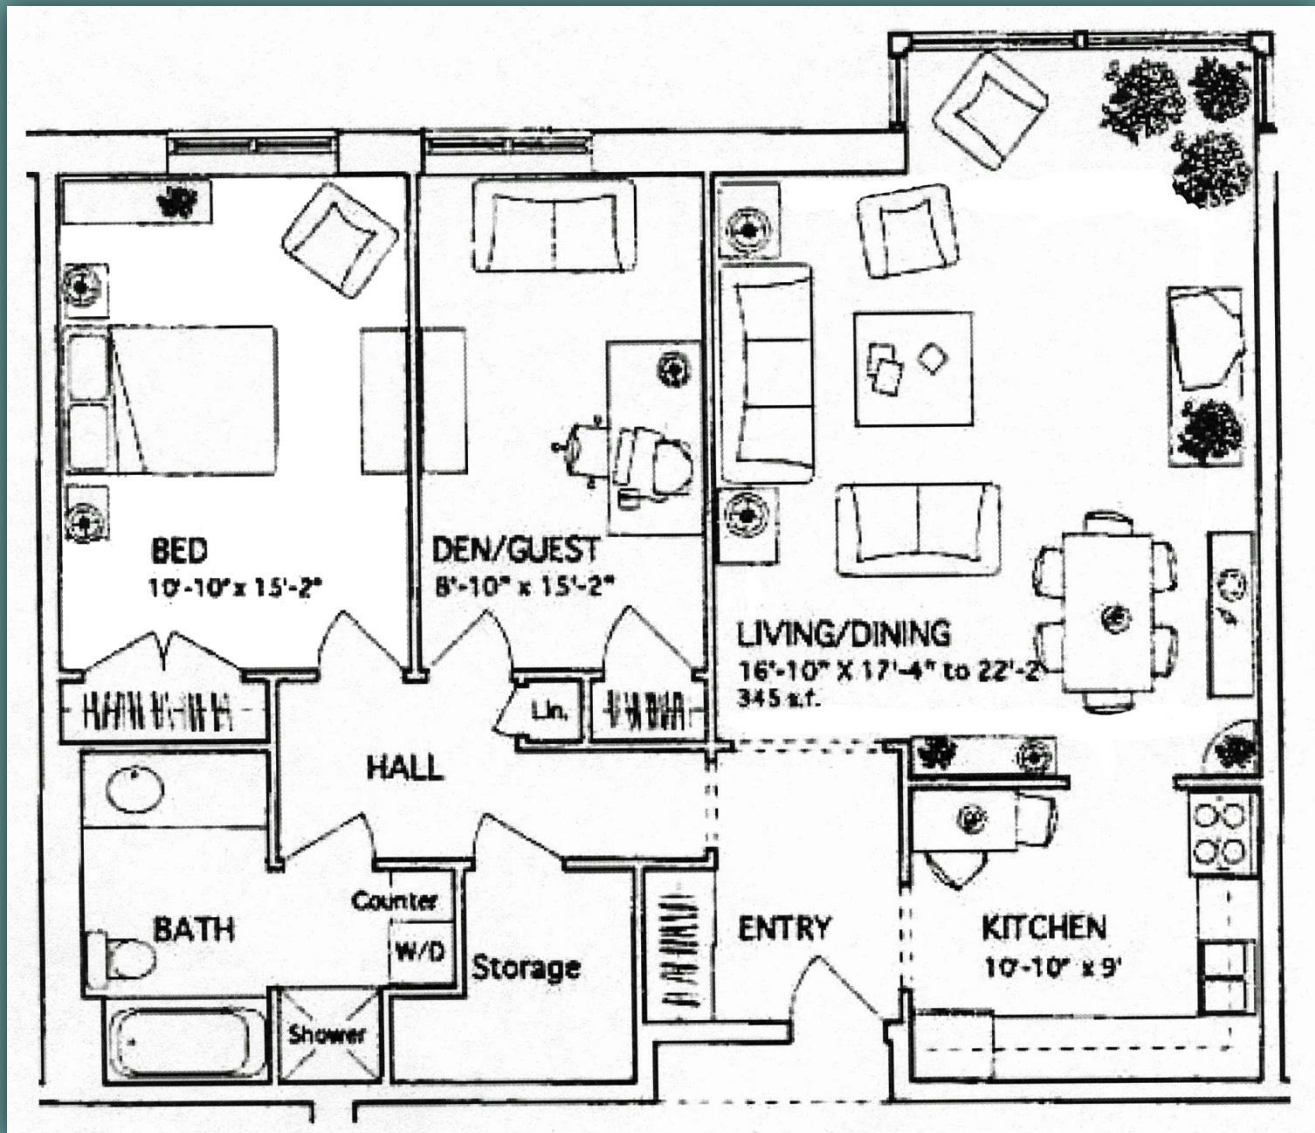 BED
10'-10" x 15'-2"
DEN/GUEST
8'-10" x 15'-2"
LIVING/DINING
16'-10" X 17'-4" to 22'-2
345 s.f.
Lin.
HALL
Counter
BATH
W/D
Storage
ENTRY
KITCHEN
10'-10" x 9'
Shower